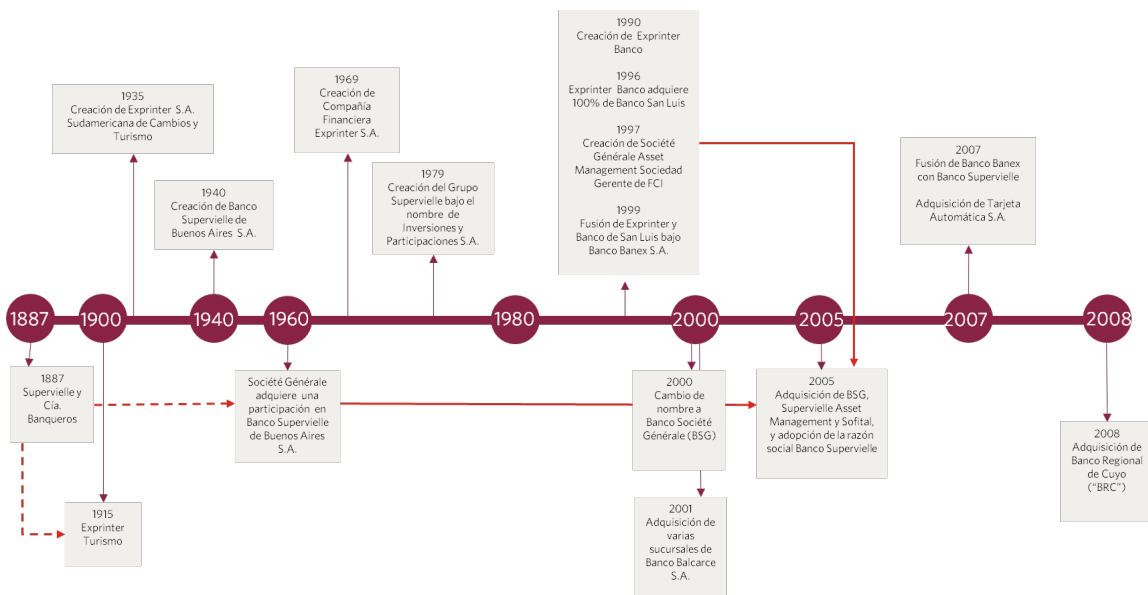 1935
Creación de Exprinter S.A.
Sudamericana de Cambios y
Turismo
1940
Creación de Banco
Supervielle de
Buenos Aires S.A.
1969
Creación de
Compañía
Financiera
Exprinter S.A.
1979
Creación del Grupo
Supervielle bajo el
nombre de
Inversiones y
Participaciones S.A.
1990
Creación de Exprinter
Banco
1996
Exprinter Banco adquiere
100% de Banco San Luis
1997
Creación de Société
Générale Asset
Management Sociedad
Gerente de FCI
1999
Fusión de Exprinter y
Banco de San Luis bajo
Banco Banex S.A.
2007
Fusión de Banco Banex
con Banco Supervielle
Adquisición de Tarjeta
Automática S.A.
1887
1900
1940
1960
1980
2000
2005
2007
2008
1887
Supervielle y
Cía.
Banqueros
1915
Exprinter
Turismo
Société Générale
adquiere una
participación en
Banco Supervielle
de Buenos Aires
S.A.
2000
Cambio de
nombre a
Banco Société
Générale (BSG)
2001
Adquisición de
varias
sucursales de
Banco Balcarce
S.A.
2005
Adquisición de BSG,
Supervielle Asset
Management y Sofital,
y adopción de la razón
social Banco Supervielle
2008
Adquisición de
Banco Regional
de Cuyo
(“BRC”)